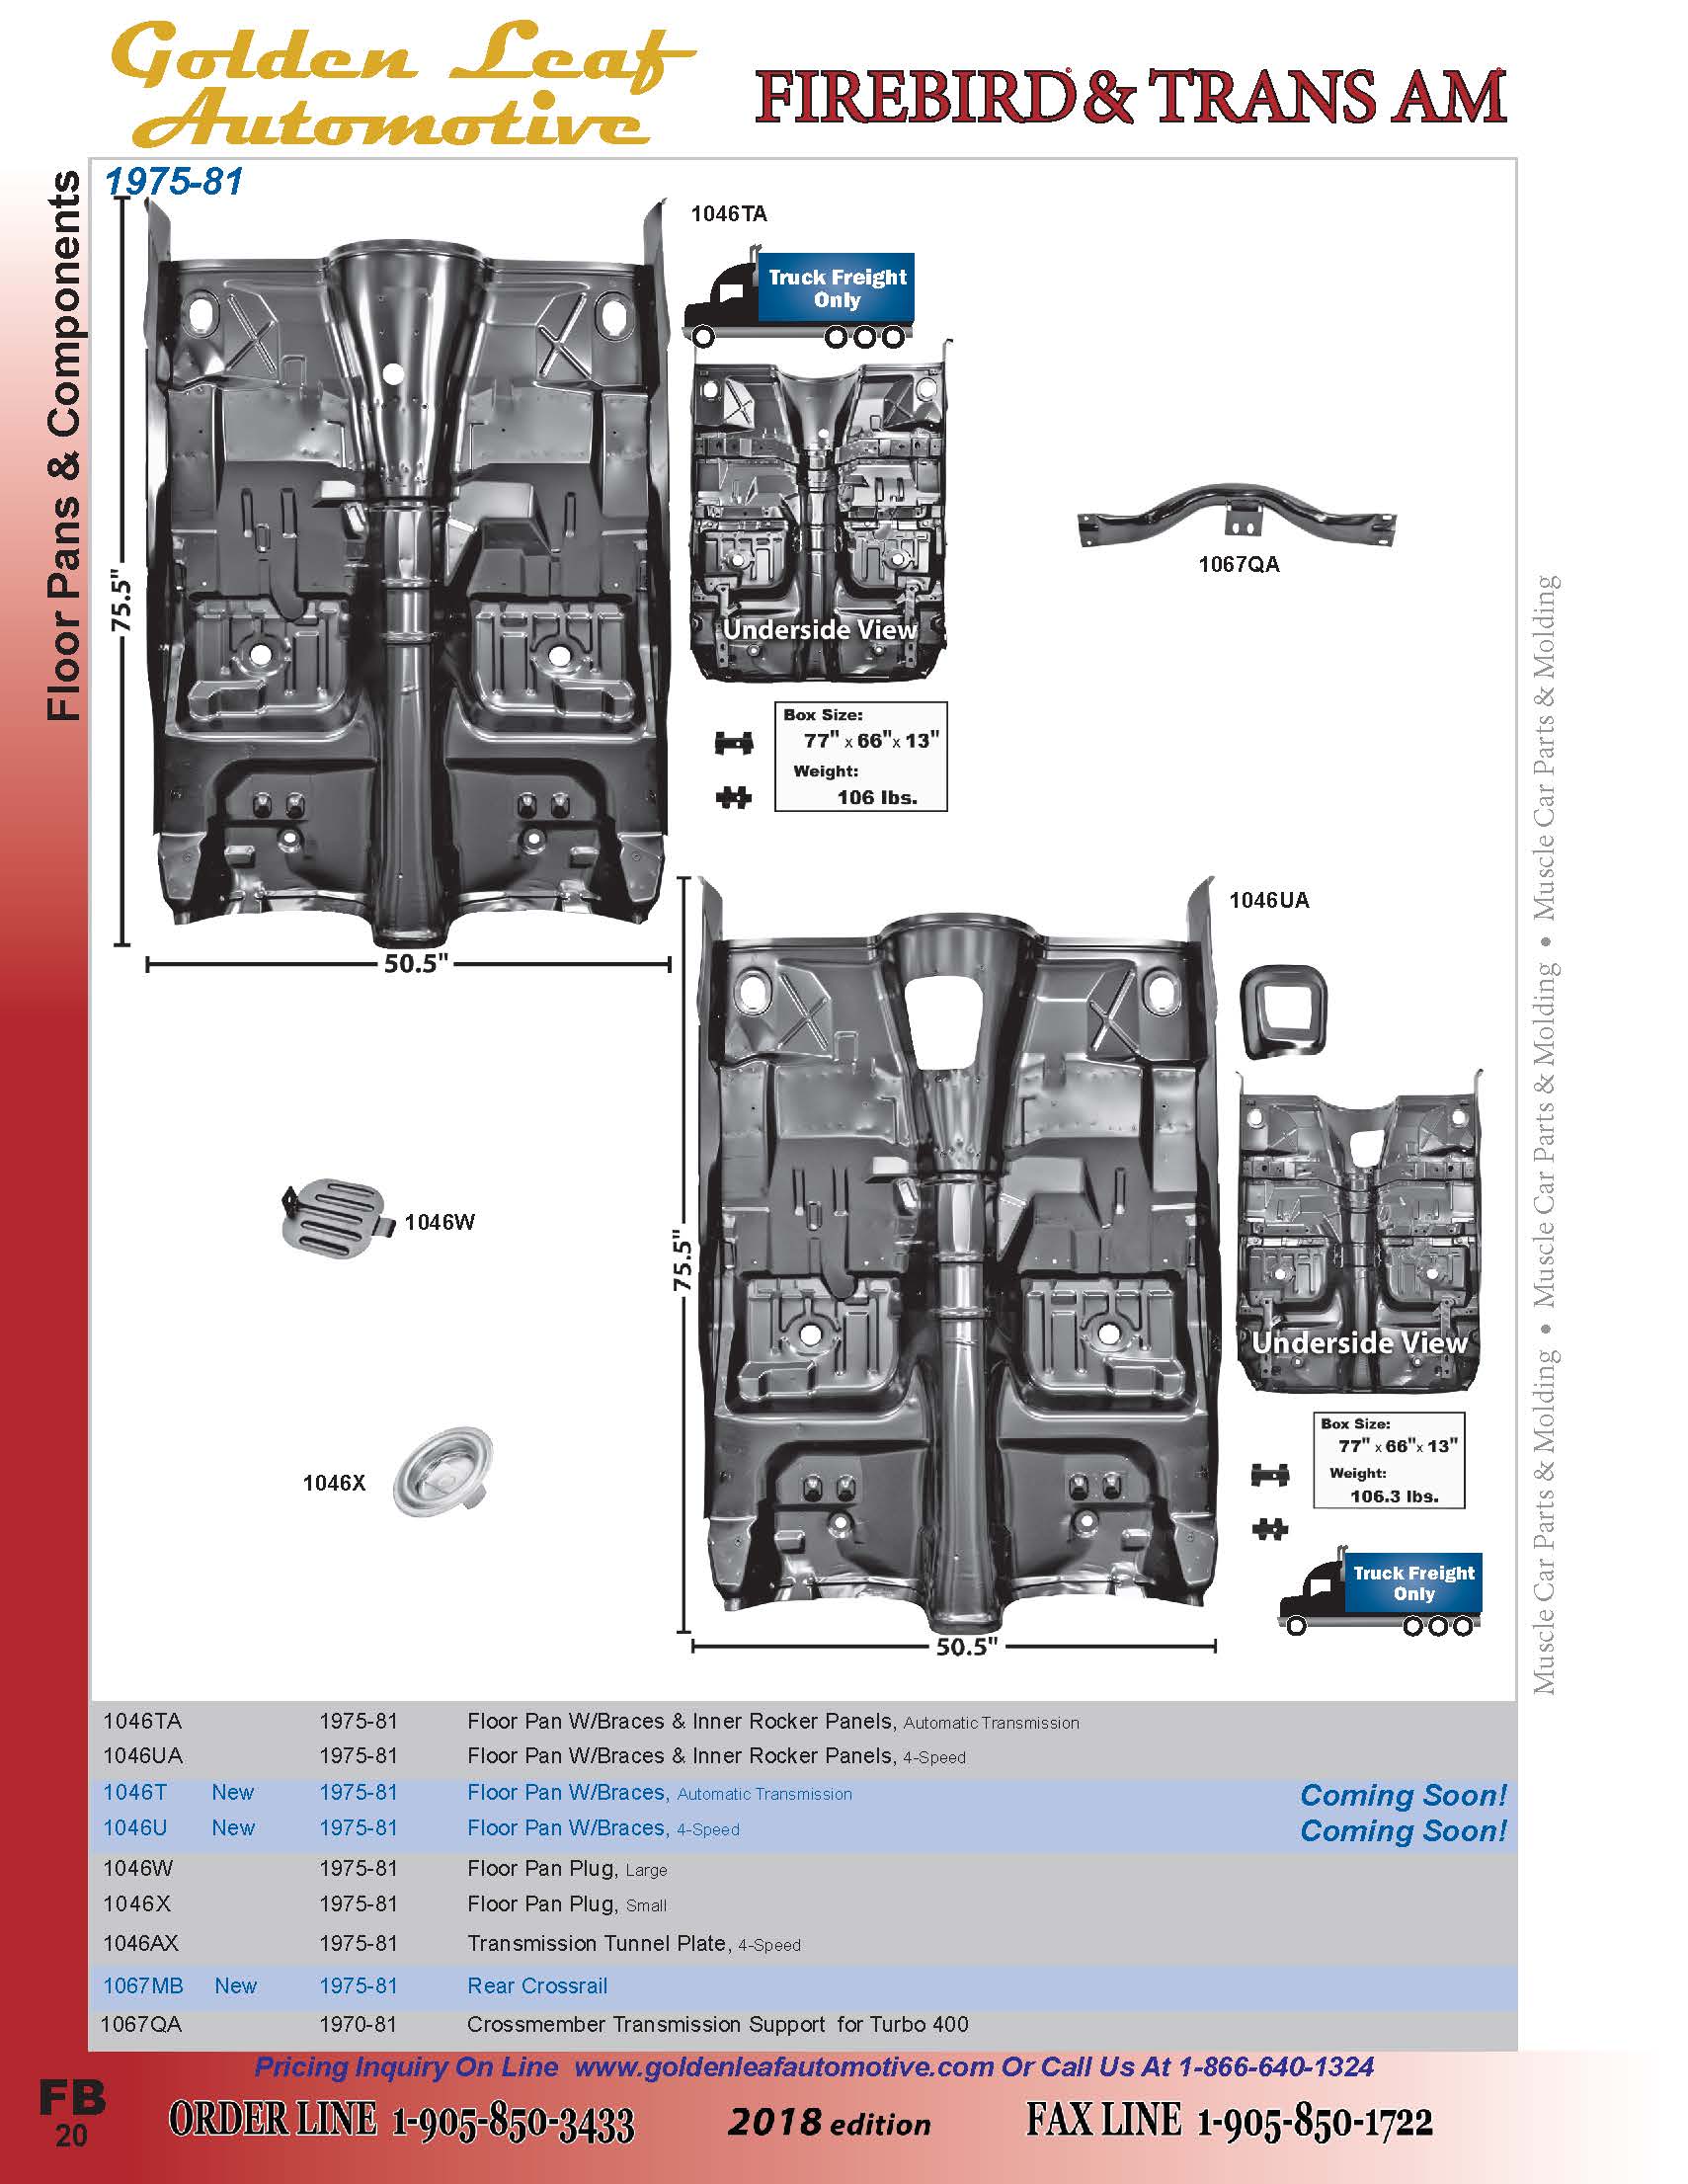 Golden Leaf
Automotive
FIREBIRD & TRANS AM
Floor Pans & Components
1975-81
1046TA
Truck Freight
Only
75.5"
50.5"
Underside View
Box Size:
77" x 66"x 13"
Weight:
106 lbs.
1067QA
1046UA
75.5"
50.5"
Underside View
Box Size:
77" x 66"x 13"
Weight:
106.3 lbs.
Truck Freight
Only
1046W
1046X
Muscle Car Parts & Molding • Muscle Car Parts & Molding • Muscle Car Parts & Molding
1046TA 1975-81 Floor Pan W/Braces & Inner Rocker Panels, Automatic Transmission
1046UA 1975-81 Floor Pan W/Braces & Inner Rocker Panels, 4-Speed
1046T New 1975-81 Floor Pan W/Braces, Automatic Transmission Coming Soon!
1046U New 1975-81 Floor Pan W/Braces, 4-Speed Coming Soon!
1046W 1975-81 Floor Pan Plug, Large
1046X 1975-81 Floor Pan Plug, Small
1046AX 1975-81 Transmission Tunnel Plate, 4-Speed
1067MB New 1975-81 Rear Crossrail
1067QA 1970-81 Crossmember Transmission Support for Turbo 400
Pricing Inquiry On Line www.goldenleafautomotive.com Or Call Us At 1-866-640-1324
FB
20
ORDER LINE 1-905-850-3433
2018 edition
FAX LINE 1-905-850-1722